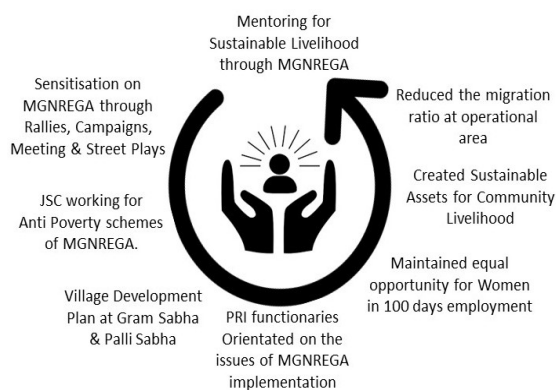 Mentoring for
Sustainable Livelihood
through MGNREGA
Sensitisation on
MGNREGA through
Rallies, Campaigns,
Meeting & Street Plays
JSC working for
Anti Poverty schemes
of MGNREGA.
Village Development
Plan at Gram Sabha
& Palli Sabha
PRI functionaries
Orientated on the
issues of MGNREGA
implementation
Maintained equal
opportunity for Women
in 100 days employment
Created Sustainable
Assets for Community
Livelihood
Reduced the migration
ratio at operational
area